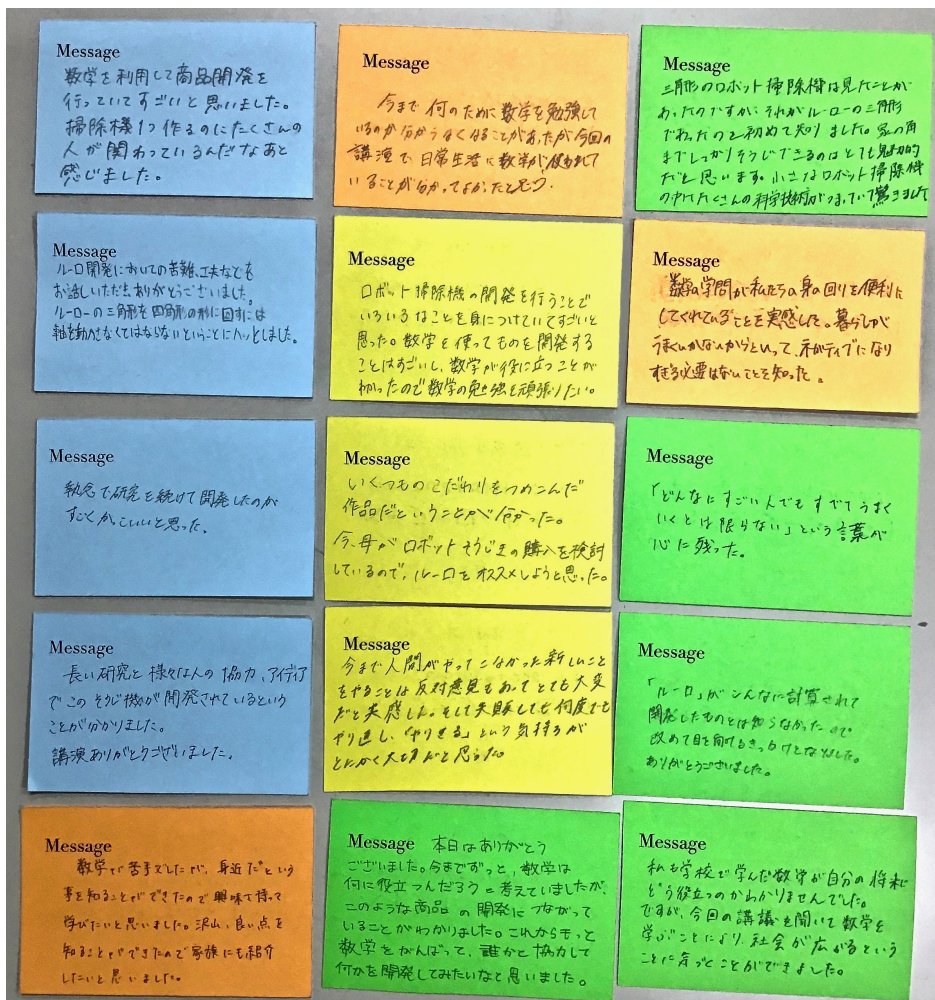 Message
数学を利用して商品開発を
行っていてすごいと思いました。
掃除機1つ作るのにたくさんの
人が関わっているんだなあと
感じました。
Message
今まで何のために数学を勉強して
いるのか分からなくなることがあったが今回の
講演で、日常生活に数学が使われて
いることが分かってよかったと思う.
Message
三角形のロボット掃除機は見たことが
あったのですが、それがルーローの三角形
だと初めて知りました。家の角
までしっかりそうじできるのはとても魅力的
だと思います。小さなロボット掃除機
の中にたくさんの科学技術がつまっていて驚きました
Message
ルーロ開発においての苦難、工夫なども
お話しいただきありがとうございました。
ルーローの三角形を四角形の形に回すには
軸を動かさなくてはならないということにハッとしました。
Message
ロボット掃除機の開発を行うことで
いろいろなことを身につけていてすごいと
思った。数学を使ってものを開発する
ことはすごいし、数学が役に立つことが
わかったので数学の勉強を頑張りたい。
Message
数学の学問が私たちの身の回りを便利に
してくれていることを実感した。暮らしが
うまくいかないからといって、ネガティブになり
すぎる必要はないことを知った。
Message
執念で研究を続けて開発したのが
すごくかっこいいと思った。
Message
いくつものこだわりをつめこんだ
作品だということが分かった。
今、母がロボットそうじきの購入を検討
しているので、ルーロをオススメしようと思った。
Message
「どんなにすごい人でもすべてうまく
いくとは限らない」という言葉が
心に残った。
Message
長い研究と様々な人の協力、アイディア
でこのそうじ機が開発されているという
ことが分かりました。
講演ありがとうございました。
Message
今まで人間がやってこなかった新しいこと
をやることは反対意見もあってとても大変
だと実感した。そして失敗しても何度でも
やり直し、「やりきる」という気持ちが
とにかく大切だと思った。
Message
「ルーロ」がこんなに計算されて
開発したものとは知らなかったので
改めて目を向けるきっかけとなりました。
ありがとうございました。
Message
数学が苦手でしたが、身近だという
事を知ることができたので興味を持って
学びたいと思いました。沢山、良い点を
知ることができたので家族にも紹介
したいと思いました。
Message 本日はありがとう
ございました。今までずっと、数学は
何に役立つんだろうと考えていましたが、
このような商品の開発につながって
いることがわかりました。これからもっと
数学をがんばって、誰かと協力して
何かを開発してみたいなと思いました。
Message
私も学校で学んだ数学が自分の将来
どう役立つのかわかりませんでした。
ですが、今回の講議を聞いて数学を
学ぶことにより、社会が広がるという
ことに気づくことができました。